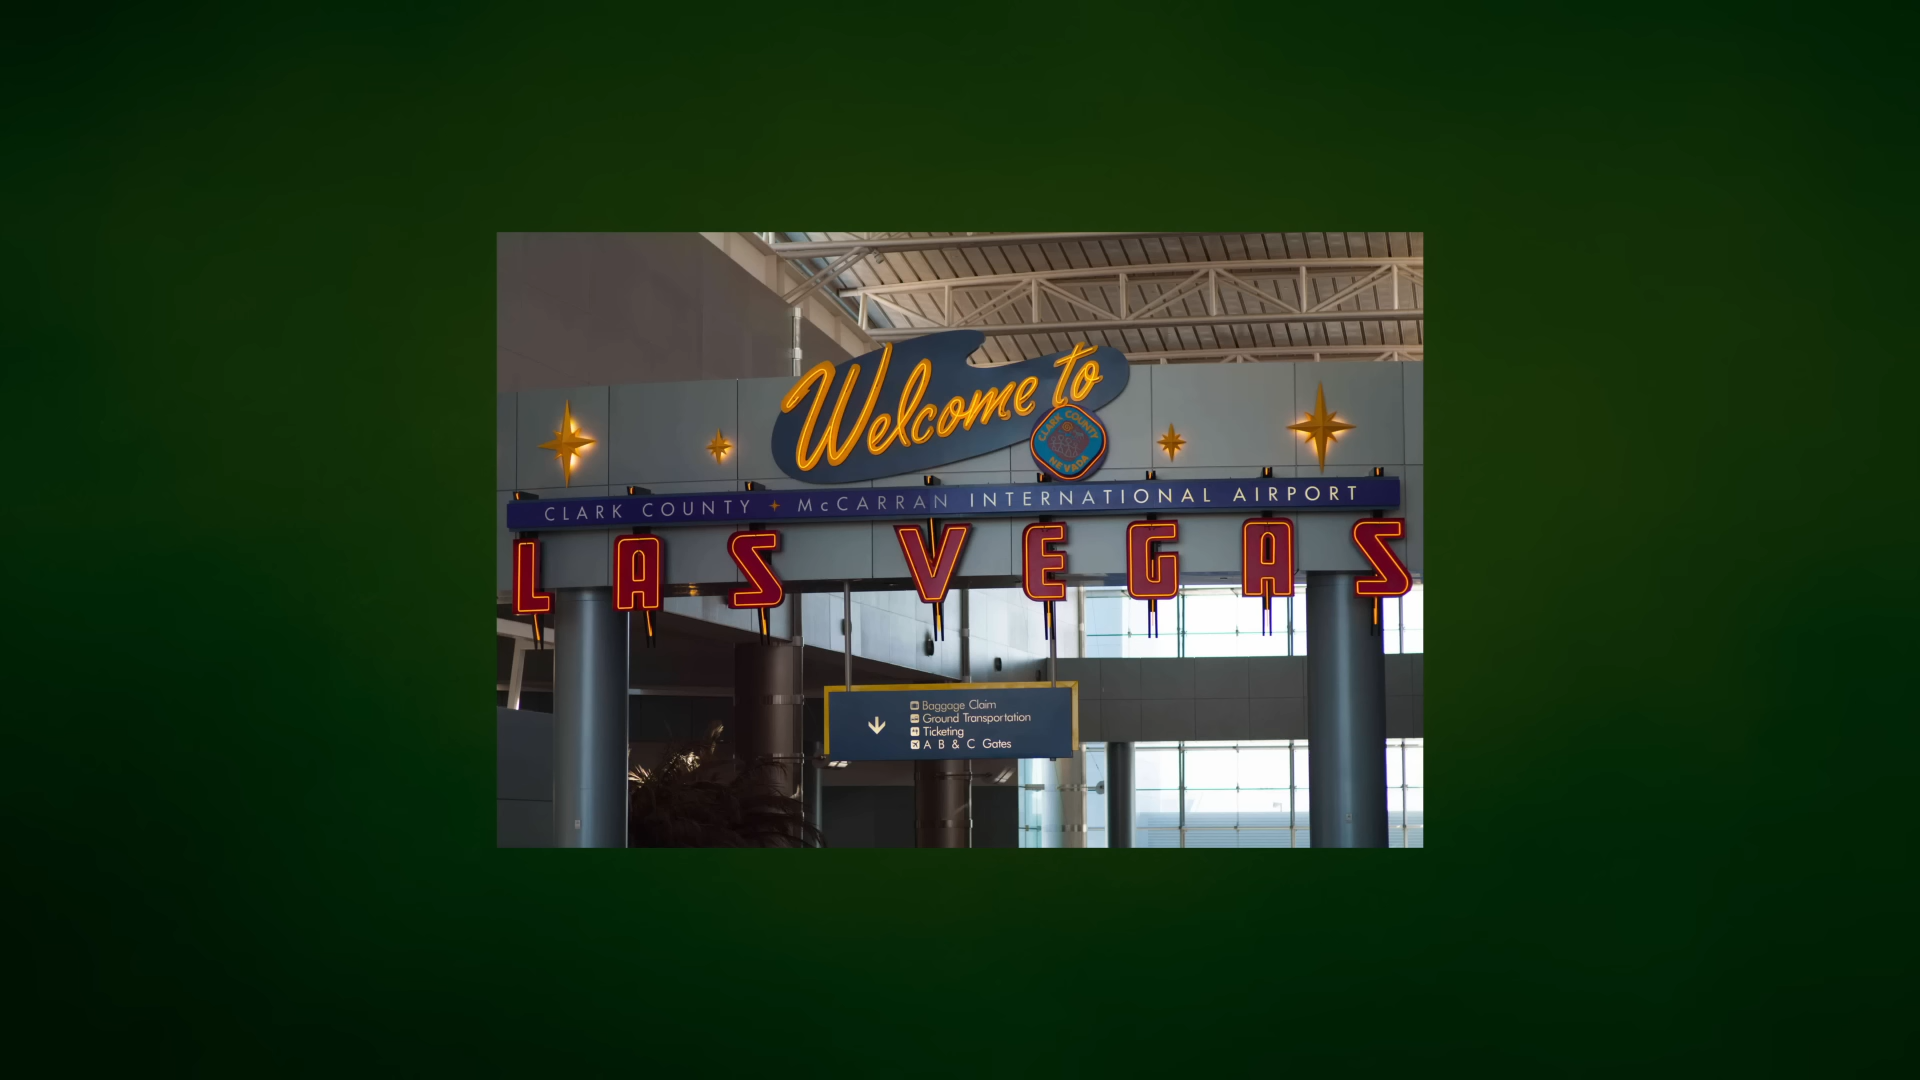 Welcome to
CLARK COUNTY
NEVADA
CLARK COUNTY McCARRAN INTERNATIONAL AIRPORT
LAS VEGAS
Baggage Claim
Ground Transportation
Ticketing
A B & C Gates